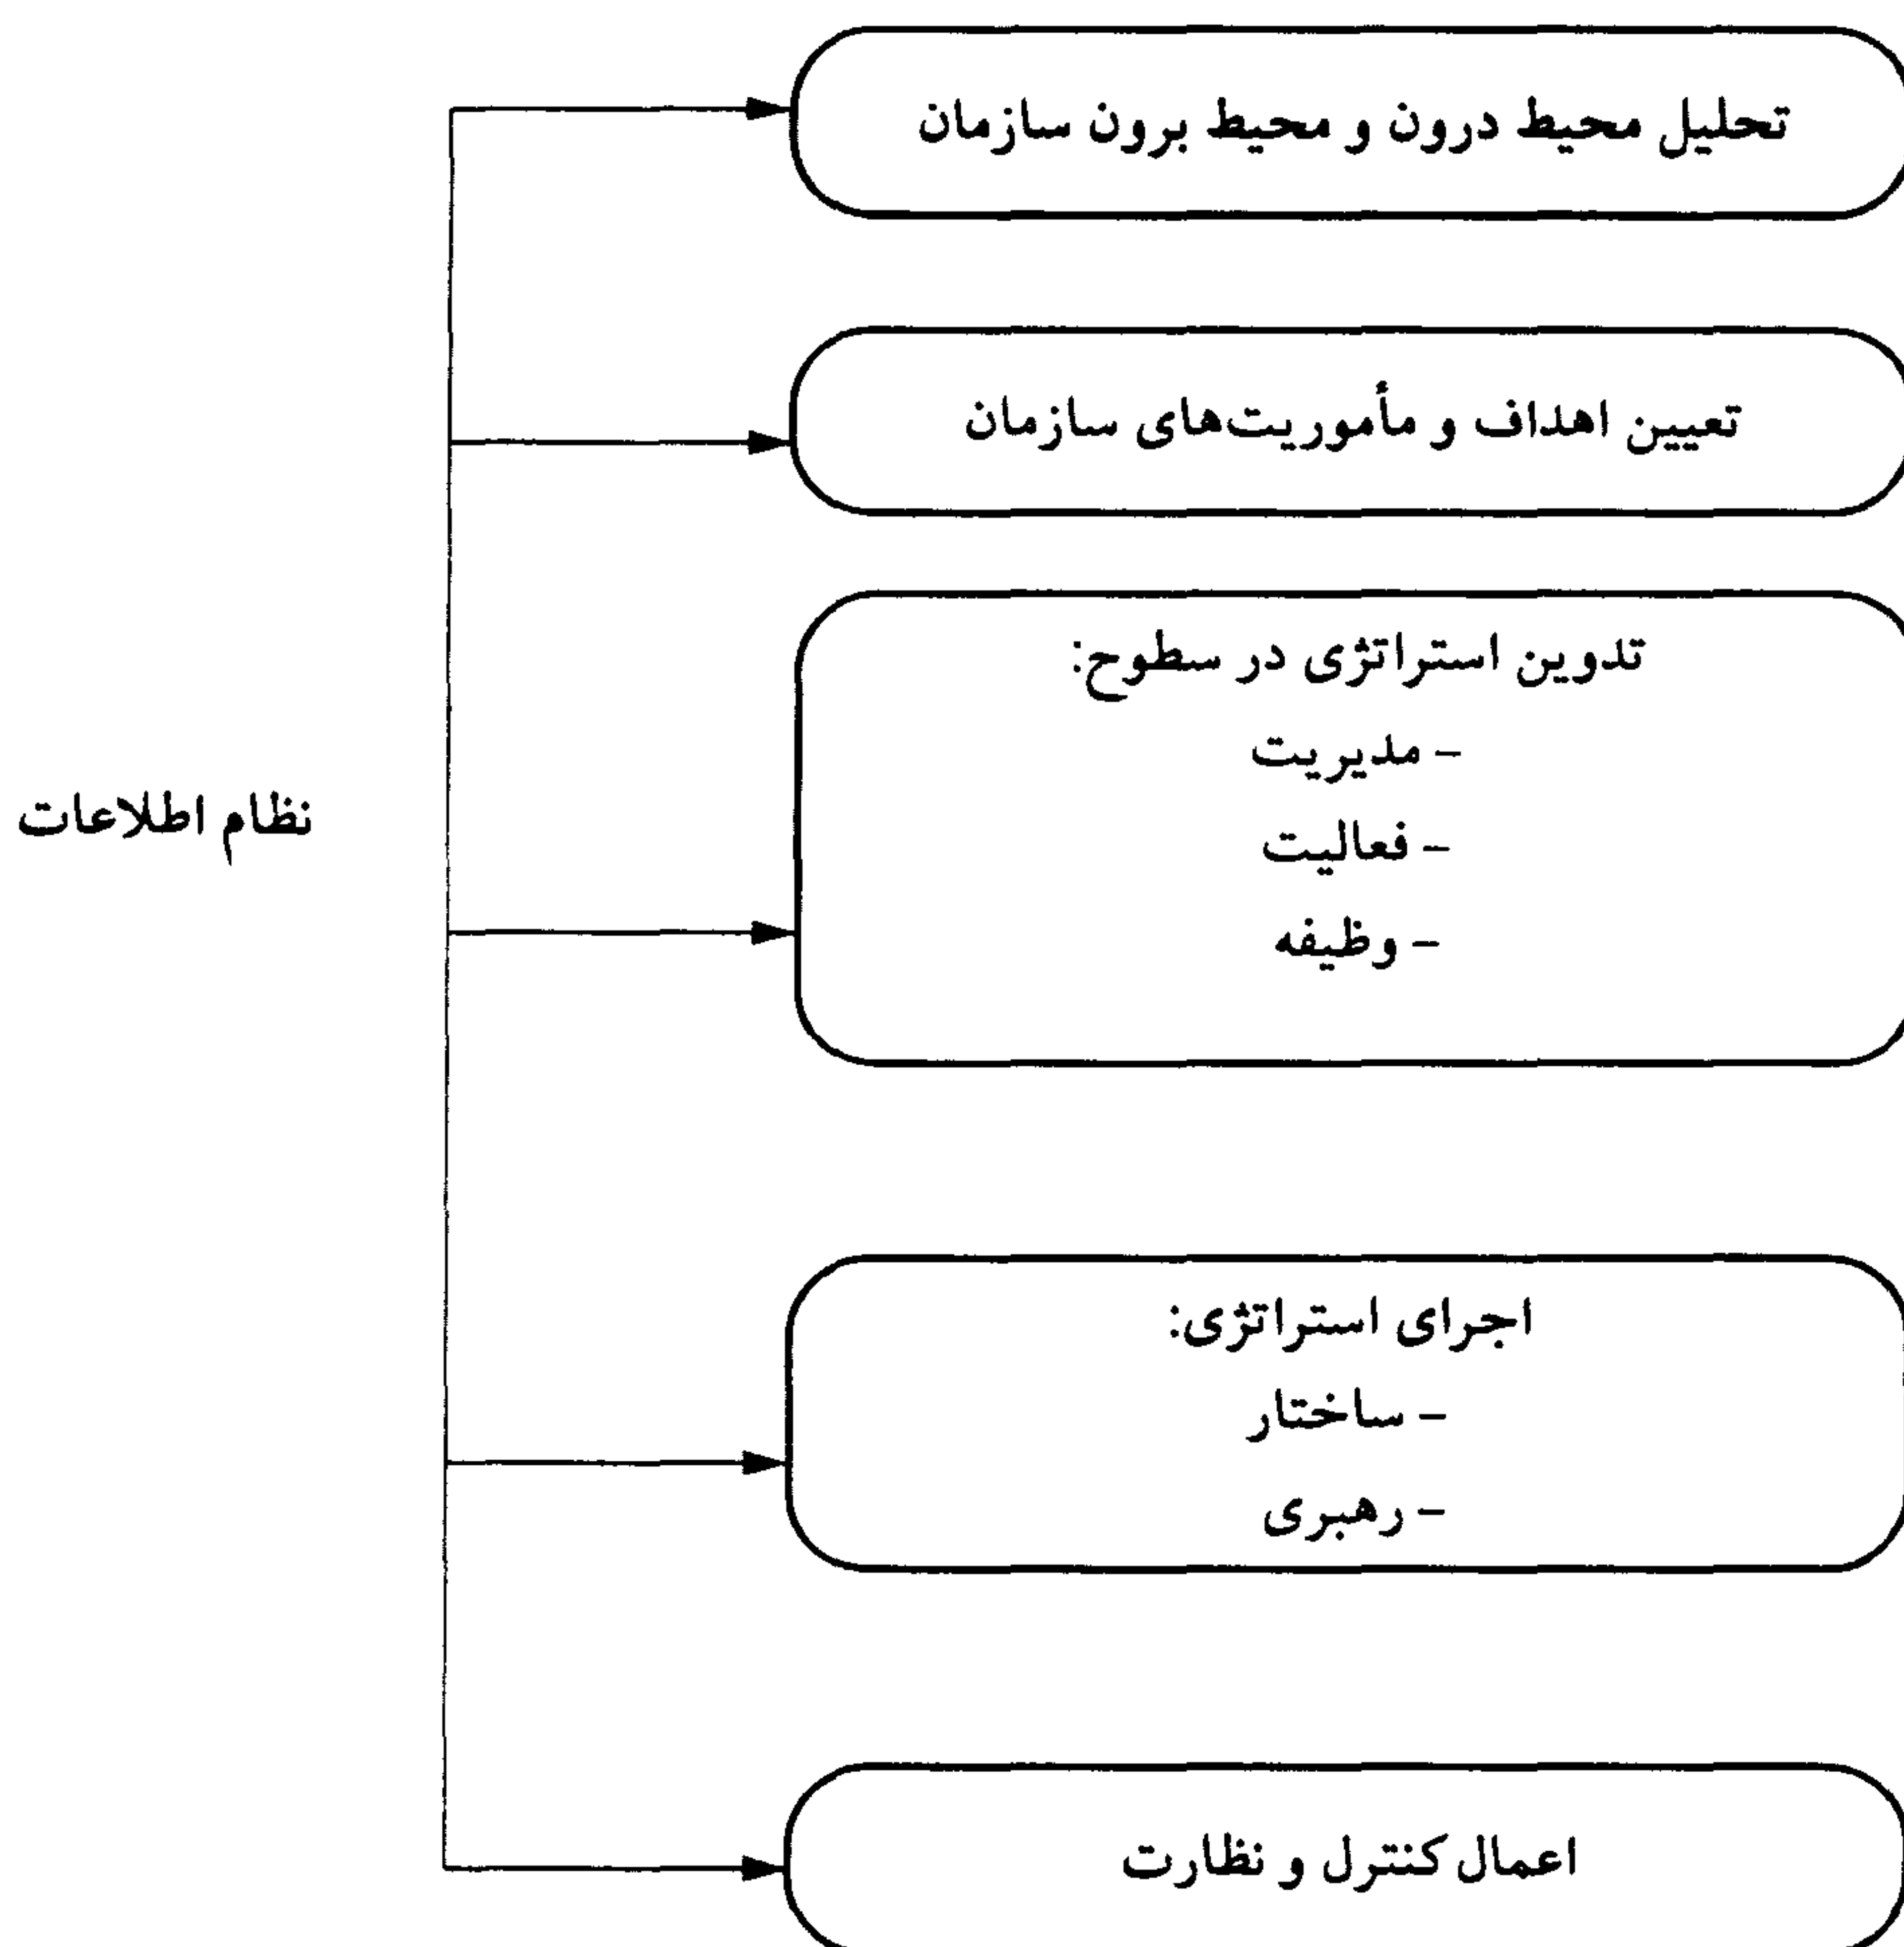 تحلیل محیط درون و محیط برون سازمان
تعیین اهداف و مأموریت‌های سازمان
تدوین استراتژی در سطوح:
– مدیریت
– فعالیت
– وظیفه
نظام اطلاعات
اجرای استراتژی:
– ساختار
– رهبری
اعمال کنترل و نظارت